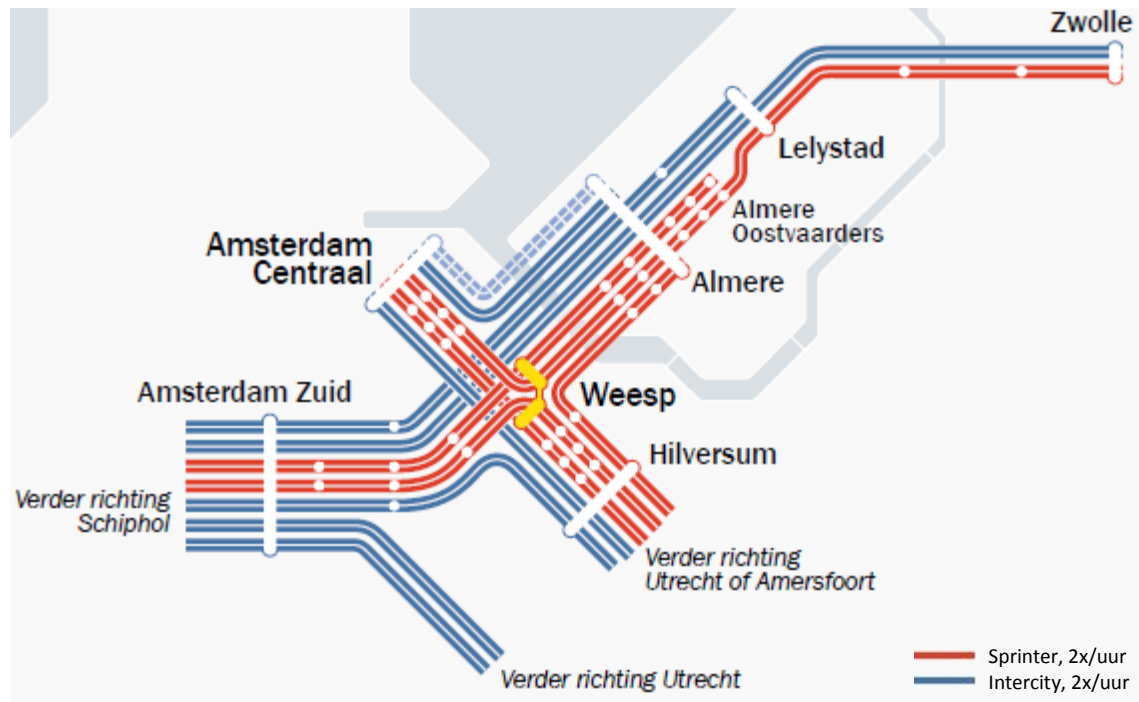 Zwolle
Lelystad
Almere
Oostvaarders
Amsterdam
Centraal
Almere
Amsterdam Zuid
Weesp
Hilversum
Verder richting
Schiphol
Verder richting
Utrecht of Amersfoort
Sprinter, 2x/uur
Verder richting Utrecht
Intercity, 2x/uur